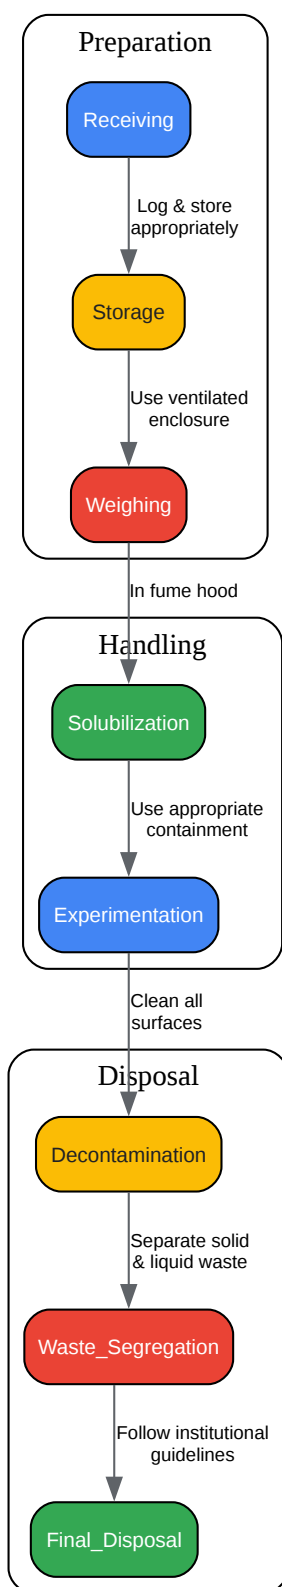 Preparation
Receiving
Log & store
appropriately
Storage
Use ventilated
enclosure
Weighing
In fume hood
Handling
Solubilization
Use appropriate
containment
Experimentation
Clean all
surfaces
Disposal
Decontamination
Separate solid
& liquid waste
Waste_Segregation
Follow institutional
guidelines
Final_Disposal